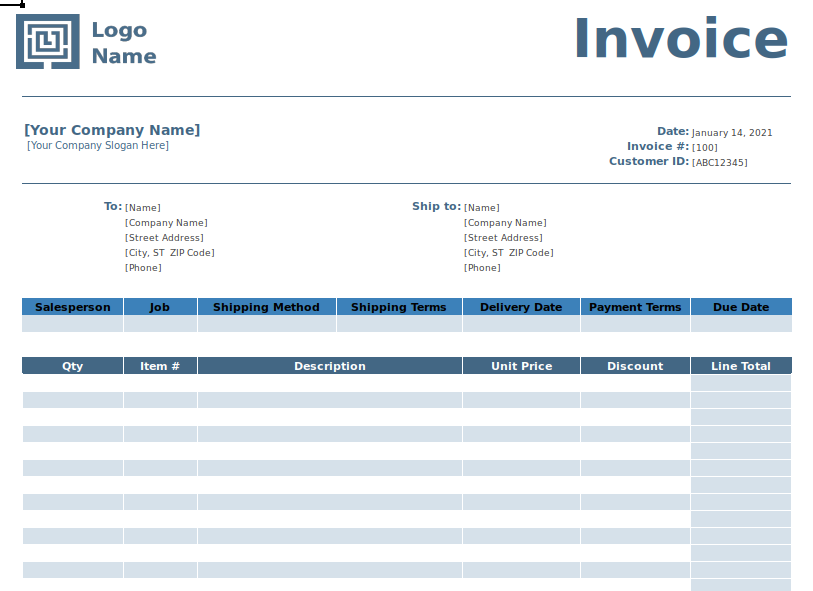 Logo
Name
Invoice
[Your Company Name]
[Your Company Slogan Here]
Date: January 14, 2021
Invoice #: [100]
Customer ID: [ABC12345]
To: [Name]
[Company Name]
[Street Address]
[City, ST  ZIP Code]
[Phone]
Ship to: [Name]
[Company Name]
[Street Address]
[City, ST  ZIP Code]
[Phone]
Salesperson Job Shipping Method Shipping Terms Delivery Date Payment Terms Due Date
Qty Item # Description Unit Price Discount Line Total